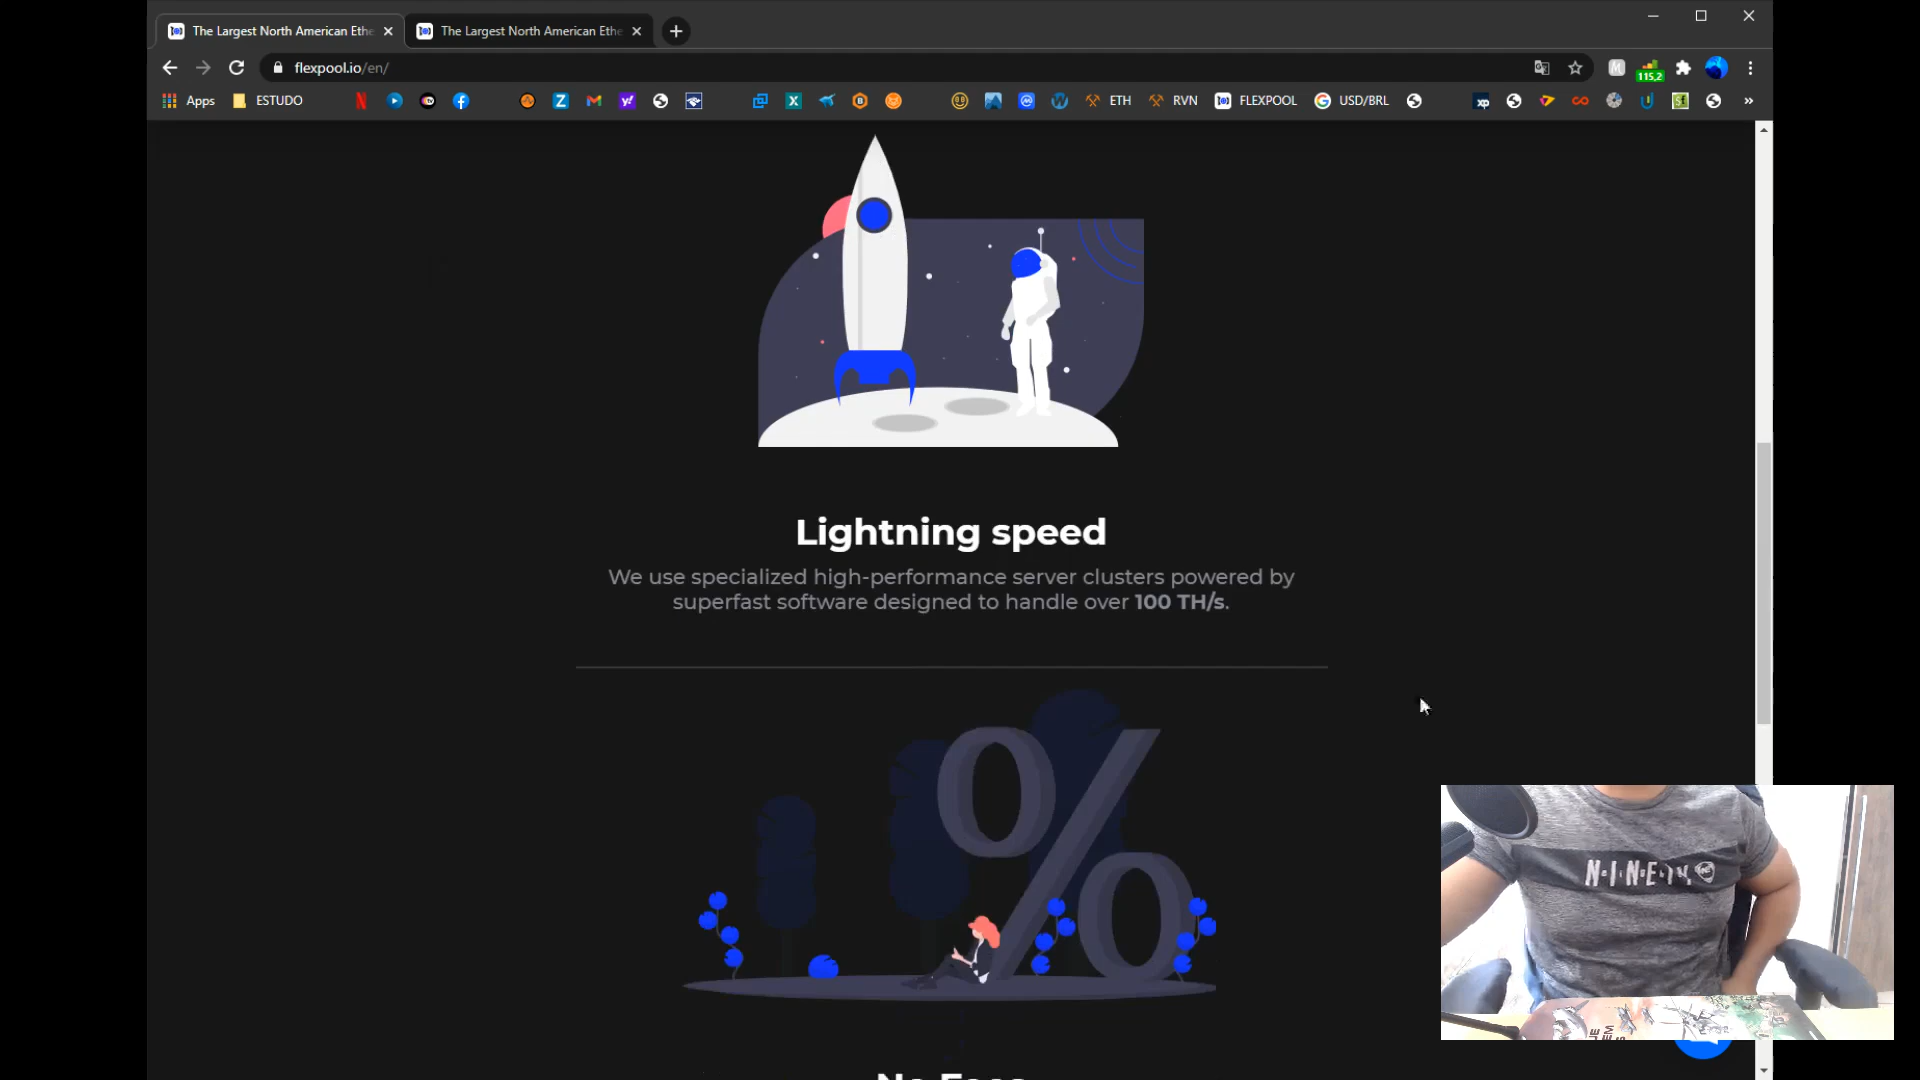 The Largest North American Ethe
The Largest North American Ethe
flexpool.io/en/
115,2
Apps
ESTUDO
ETH
RVN
FLEXPOOL
USD/BRL
Lightning speed
We use specialized high-performance server clusters powered by
superfast software designed to handle over 100 TH/s.
No Fees